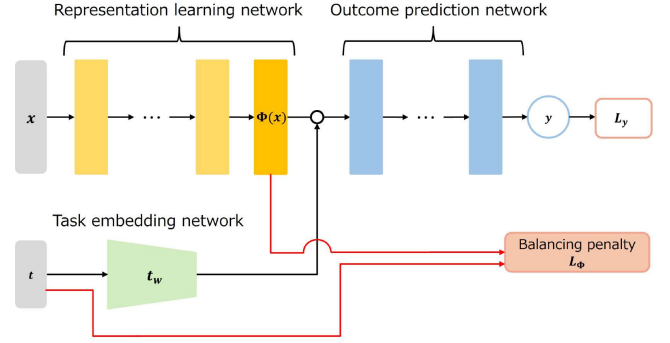 Representation learning network
Outcome prediction network
x
...
Φ(x)
...
y
L_y
Task embedding network
t
t_w
Balancing penalty
L_Φ